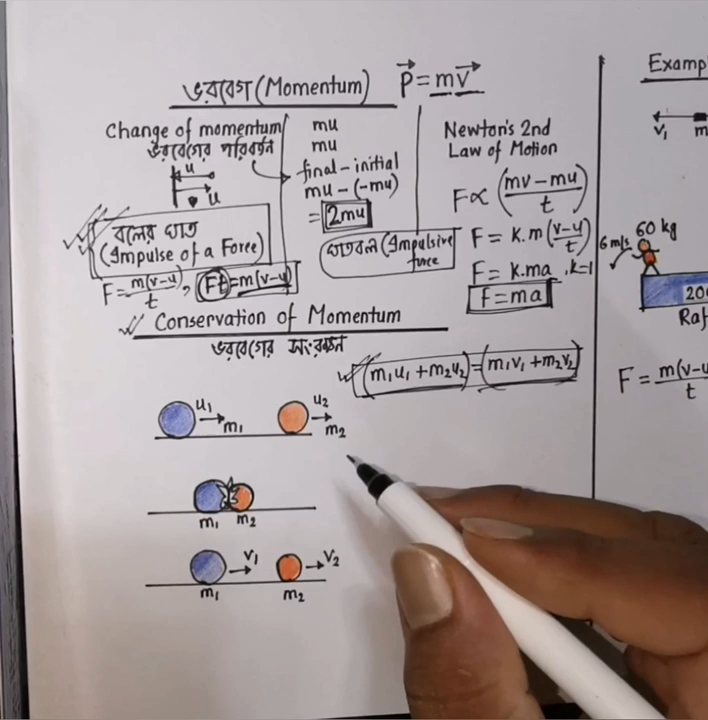 ভরবেগ (Momentum) P = mv
Change of momentum
ভরবেগের পরিবর্তন
u
u
mu
mu
final - initial
mu - (-mu)
= 2mu
Newton's 2nd
Law of Motion
F∝ (mv-mu/t)
F = K.m(v-u/t)
F = K.ma , k=1
F = ma
বলের ঘাত
(Impulse of a Force)
F = m(v-u)/t, Ft = m(v-u)
ঘাতবল (Impulsive
force
Conservation of Momentum
ভরবেগের সংরক্ষণ
(m₁u₁ + m₂u₂) = (m₁v₁ + m₂v₂)
u₁ u₂
m₁ m₂
m₁ m₂
v₁ v₂
m₁ m₂
v₁ m
6 m/s 60 kg
F = m(v-u)/t